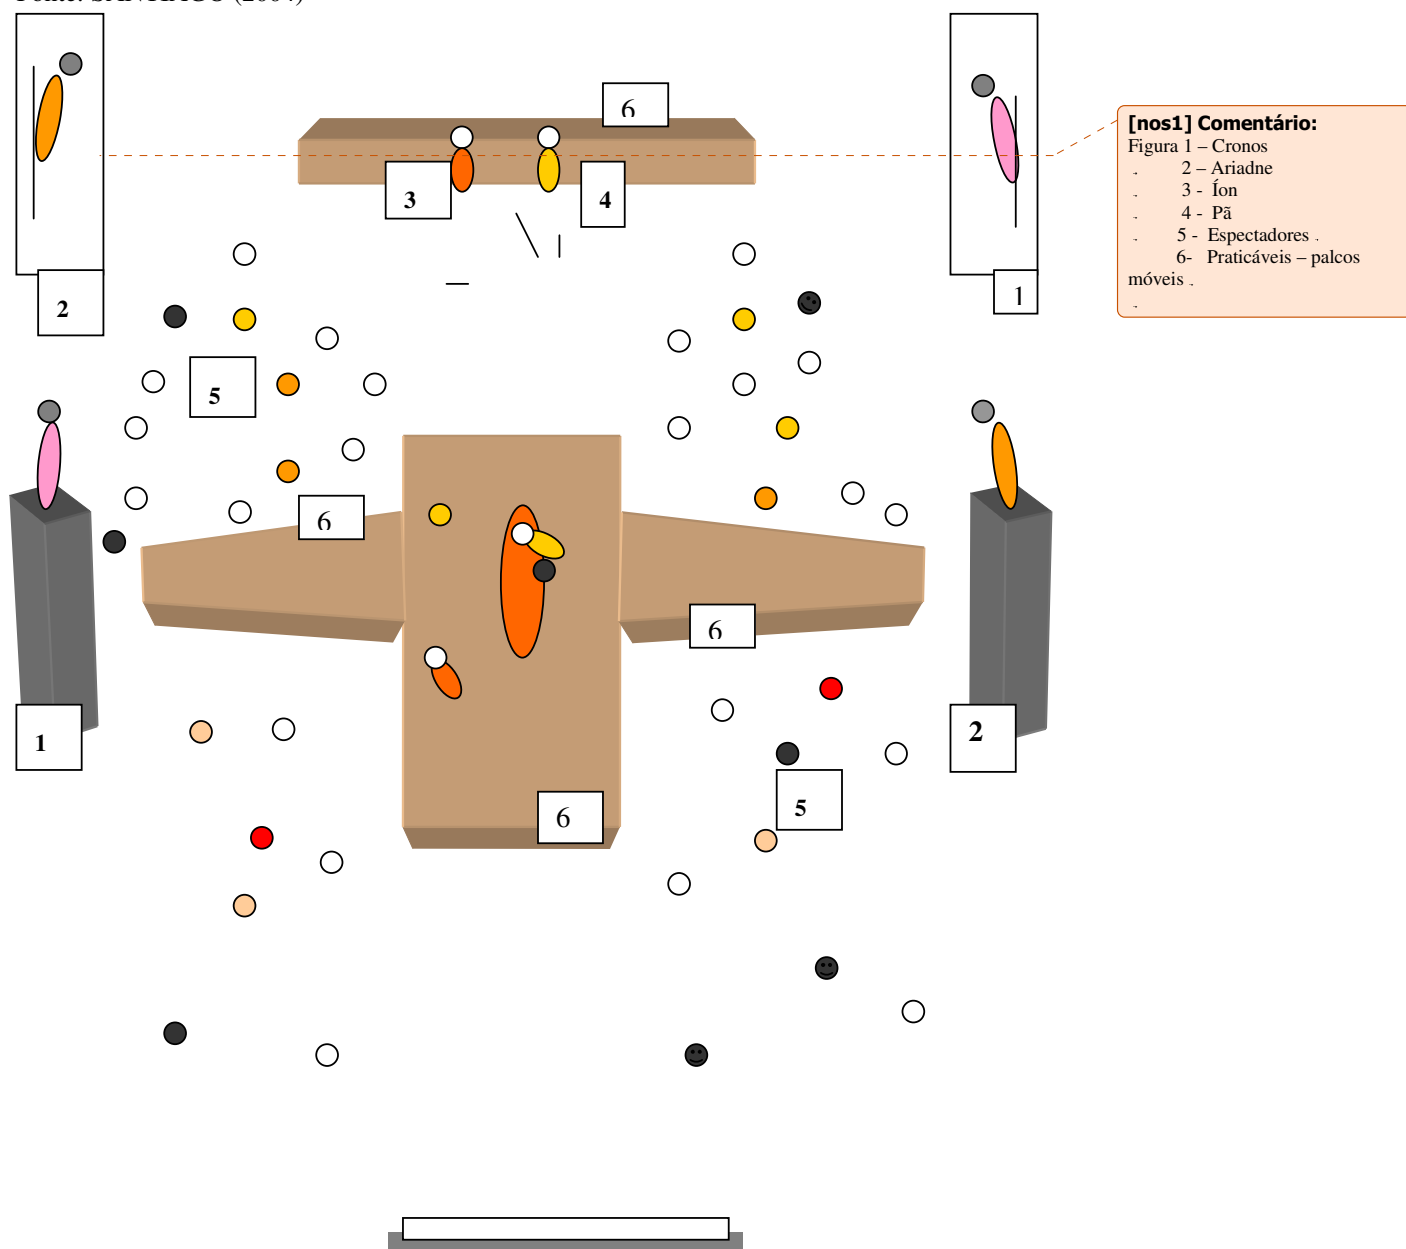 6
[nos1] Comentário:
Figura 1 – Cronos
2 – Ariadne
3 - Íon
4 - Pã
5 - Espectadores
6- Praticáveis – palcos
móveis
3
4
2
1
5
6
6
1
2
5
6